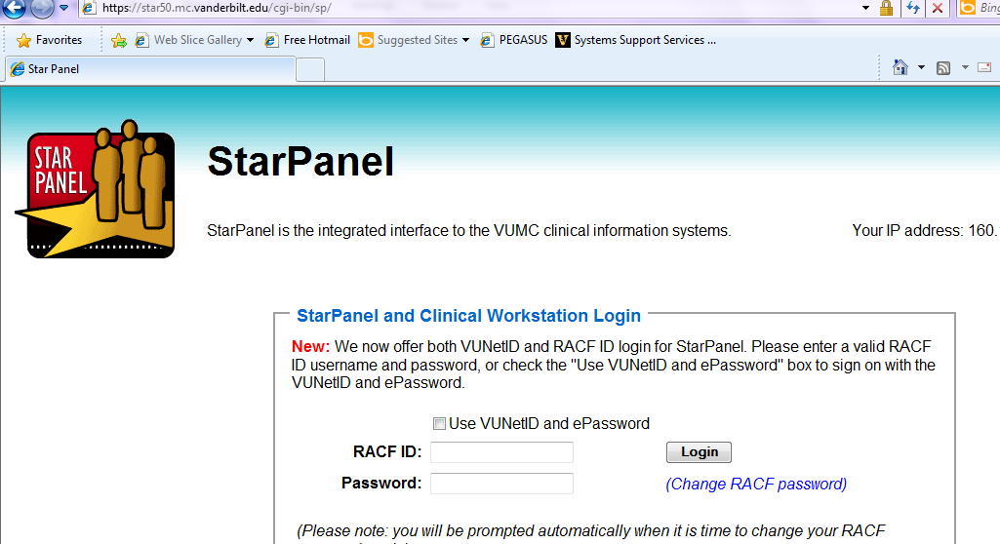 https://star50.mc.vanderbilt.edu/cgi-bin/sp/
Bing
Favorites
Web Slice Gallery
Free Hotmail
Suggested Sites
PEGASUS
Systems Support Services ...
Star Panel
STAR
PANEL
StarPanel
StarPanel is the integrated interface to the VUMC clinical information systems.
Your IP address: 160.
StarPanel and Clinical Workstation Login
New: We now offer both VUNetID and RACF ID login for StarPanel. Please enter a valid RACF
ID username and password, or check the "Use VUNetID and ePassword" box to sign on with the
VUNetID and ePassword.
Use VUNetID and ePassword
RACF ID:
Login
Password:
(Change RACF password)
(Please note: you will be prompted automatically when it is time to change your RACF